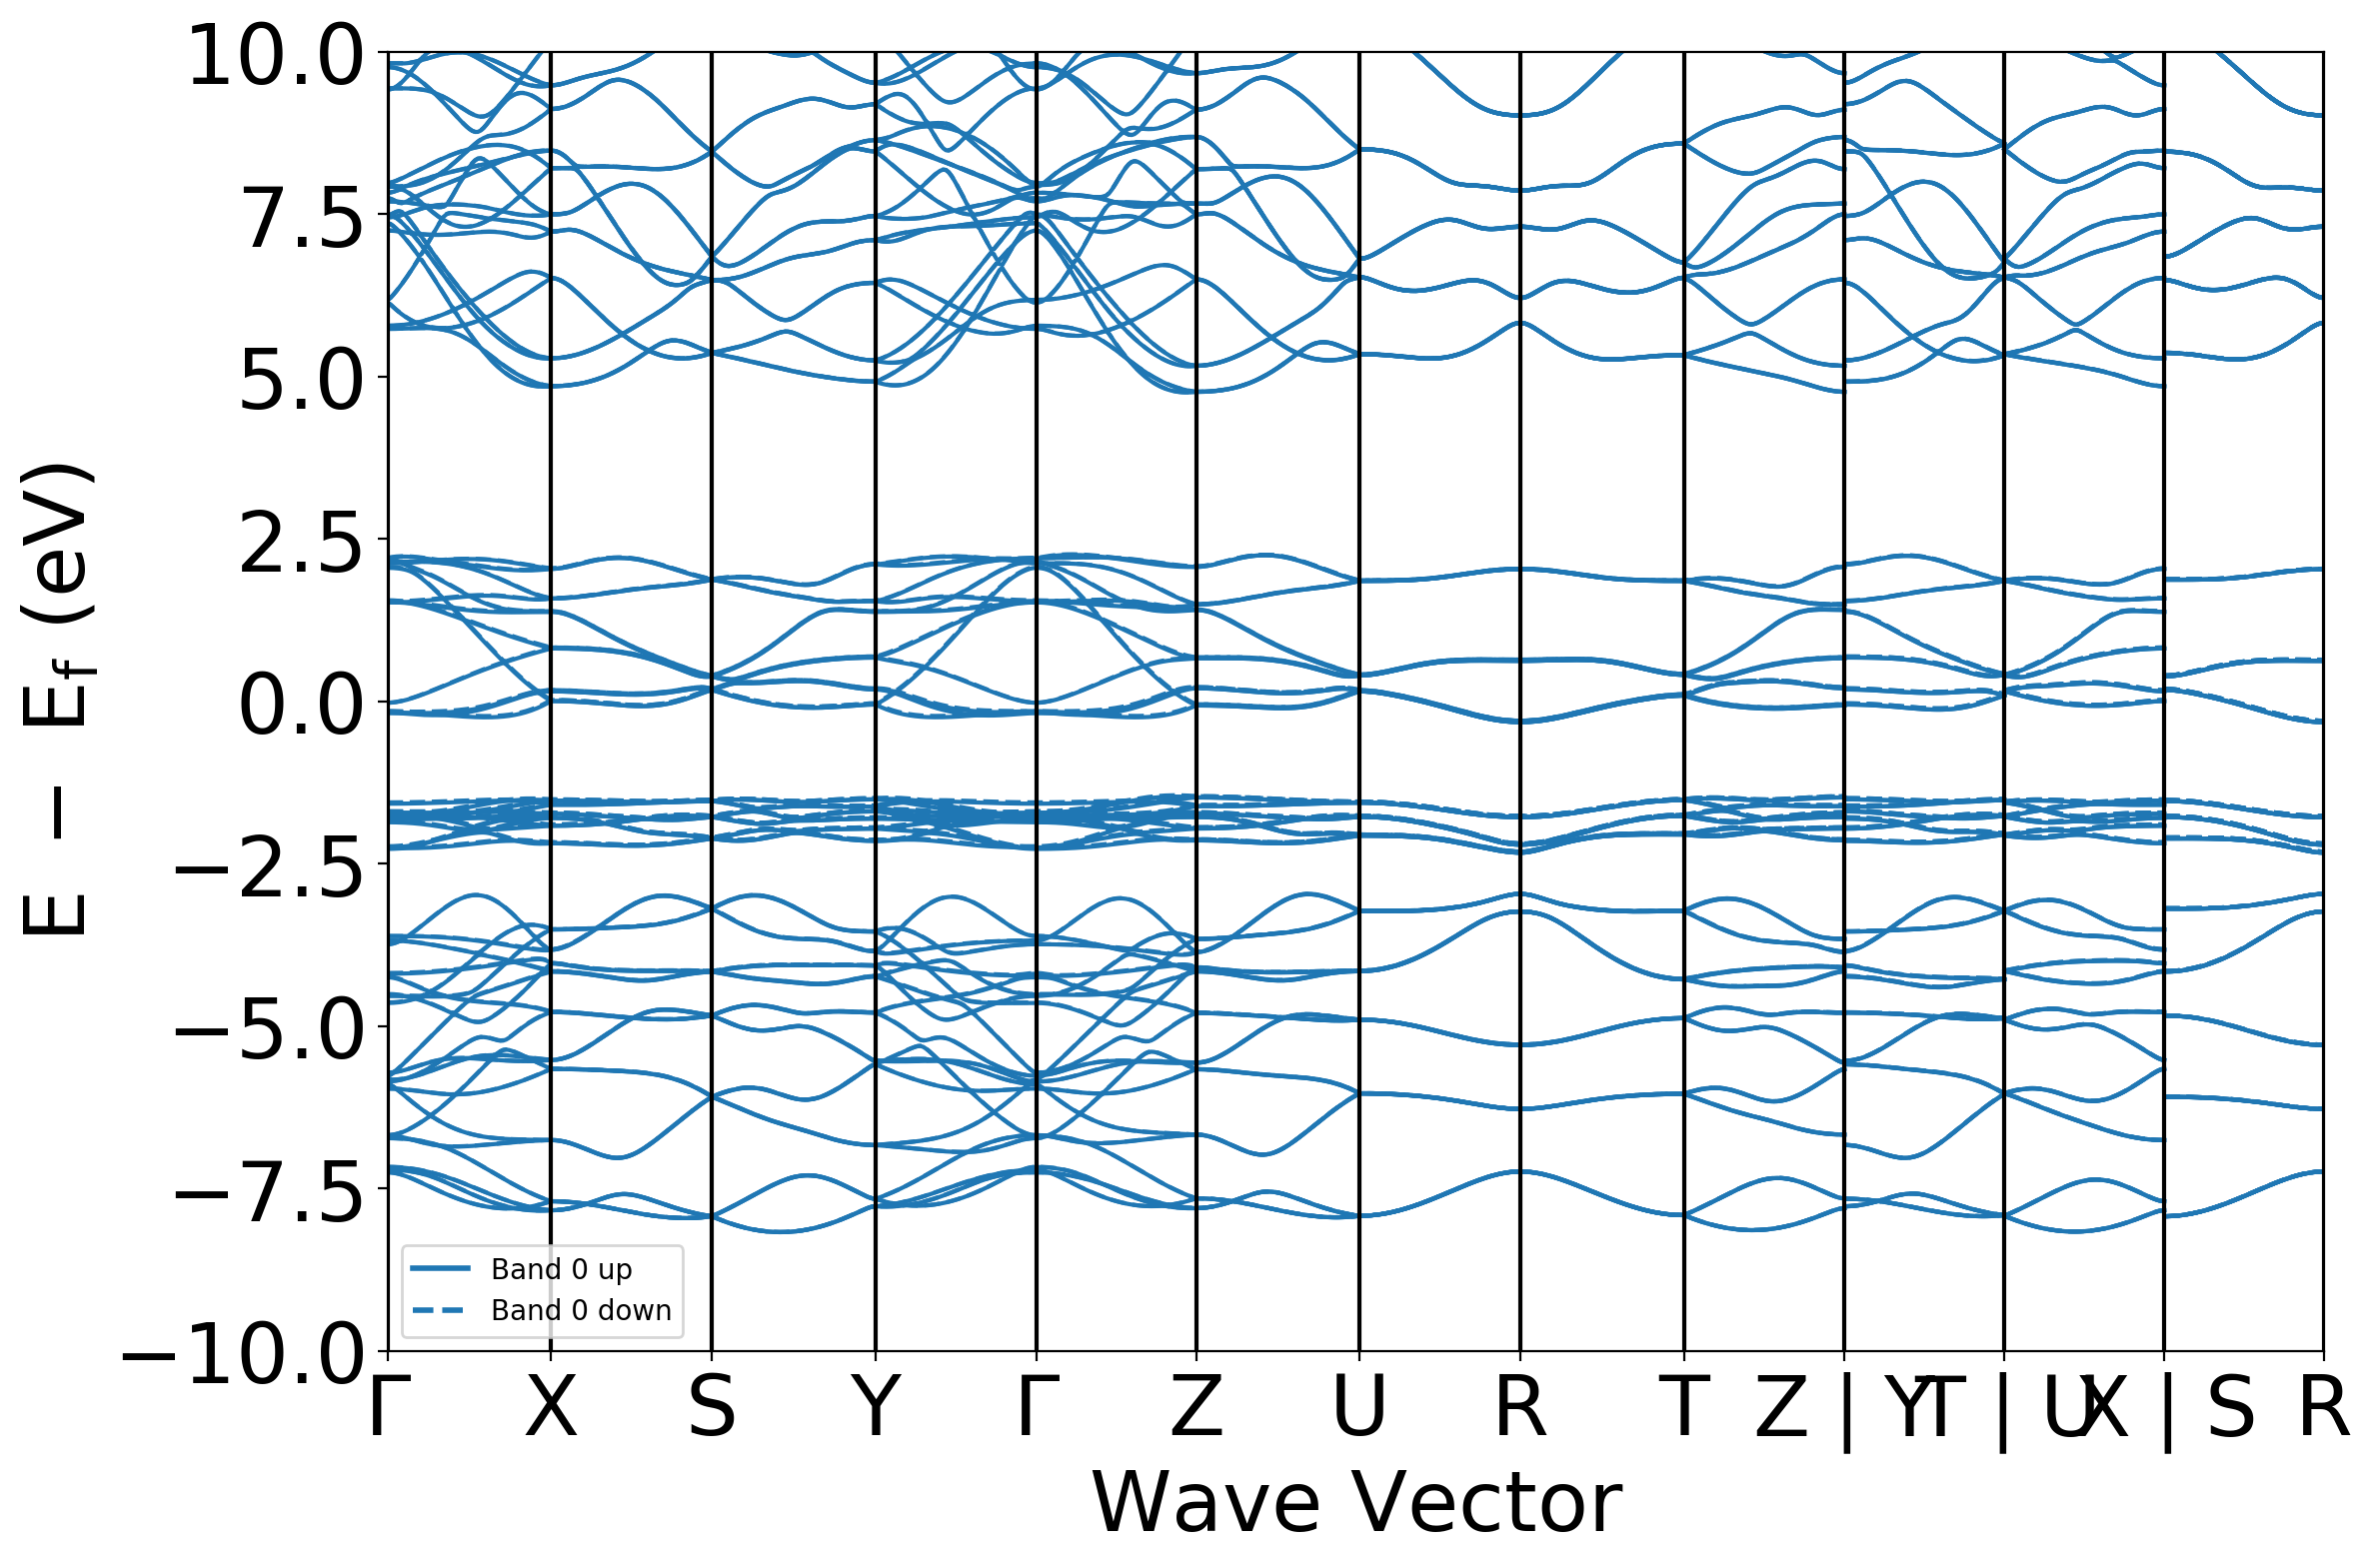 E − E_f (eV)
10.0
7.5
5.0
2.5
0.0
−2.5
−5.0
−7.5
−10.0
Band 0 up
Band 0 down
Γ X S Y Γ Z U R T Z | Y T | U X | S R
Wave Vector